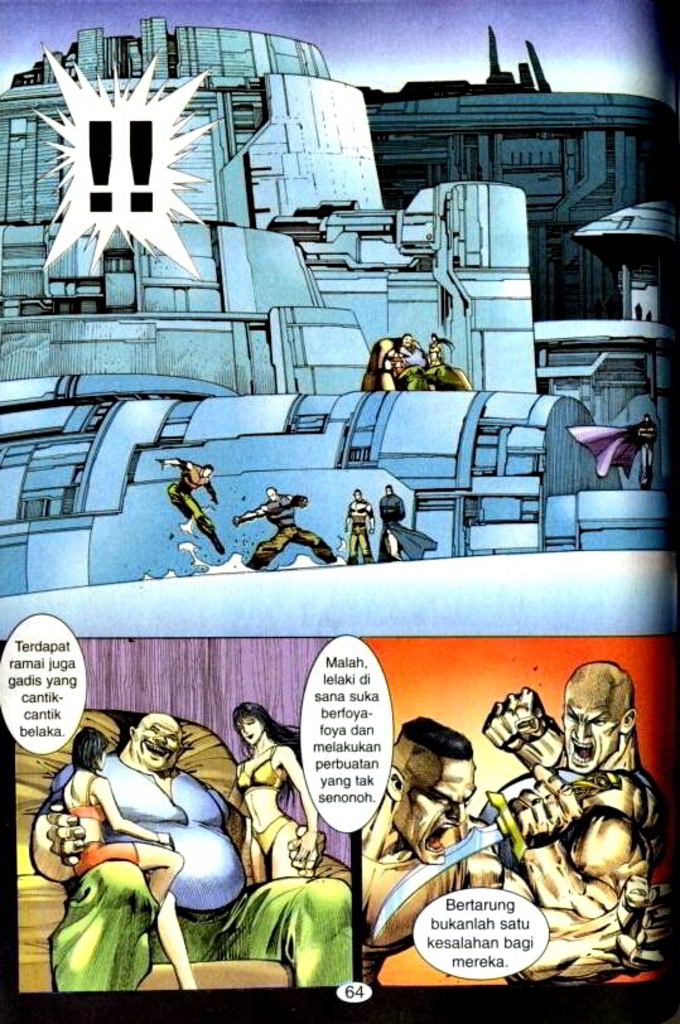 !!
Terdapat
ramai juga
gadis yang
cantik-
cantik
belaka.
Malah,
lelaki di
sana suka
berfoya-
foya dan
melakukan
perbuatan
yang tak
senonoh.
Bertarung
bukanlah satu
kesalahan bagi
mereka.
64